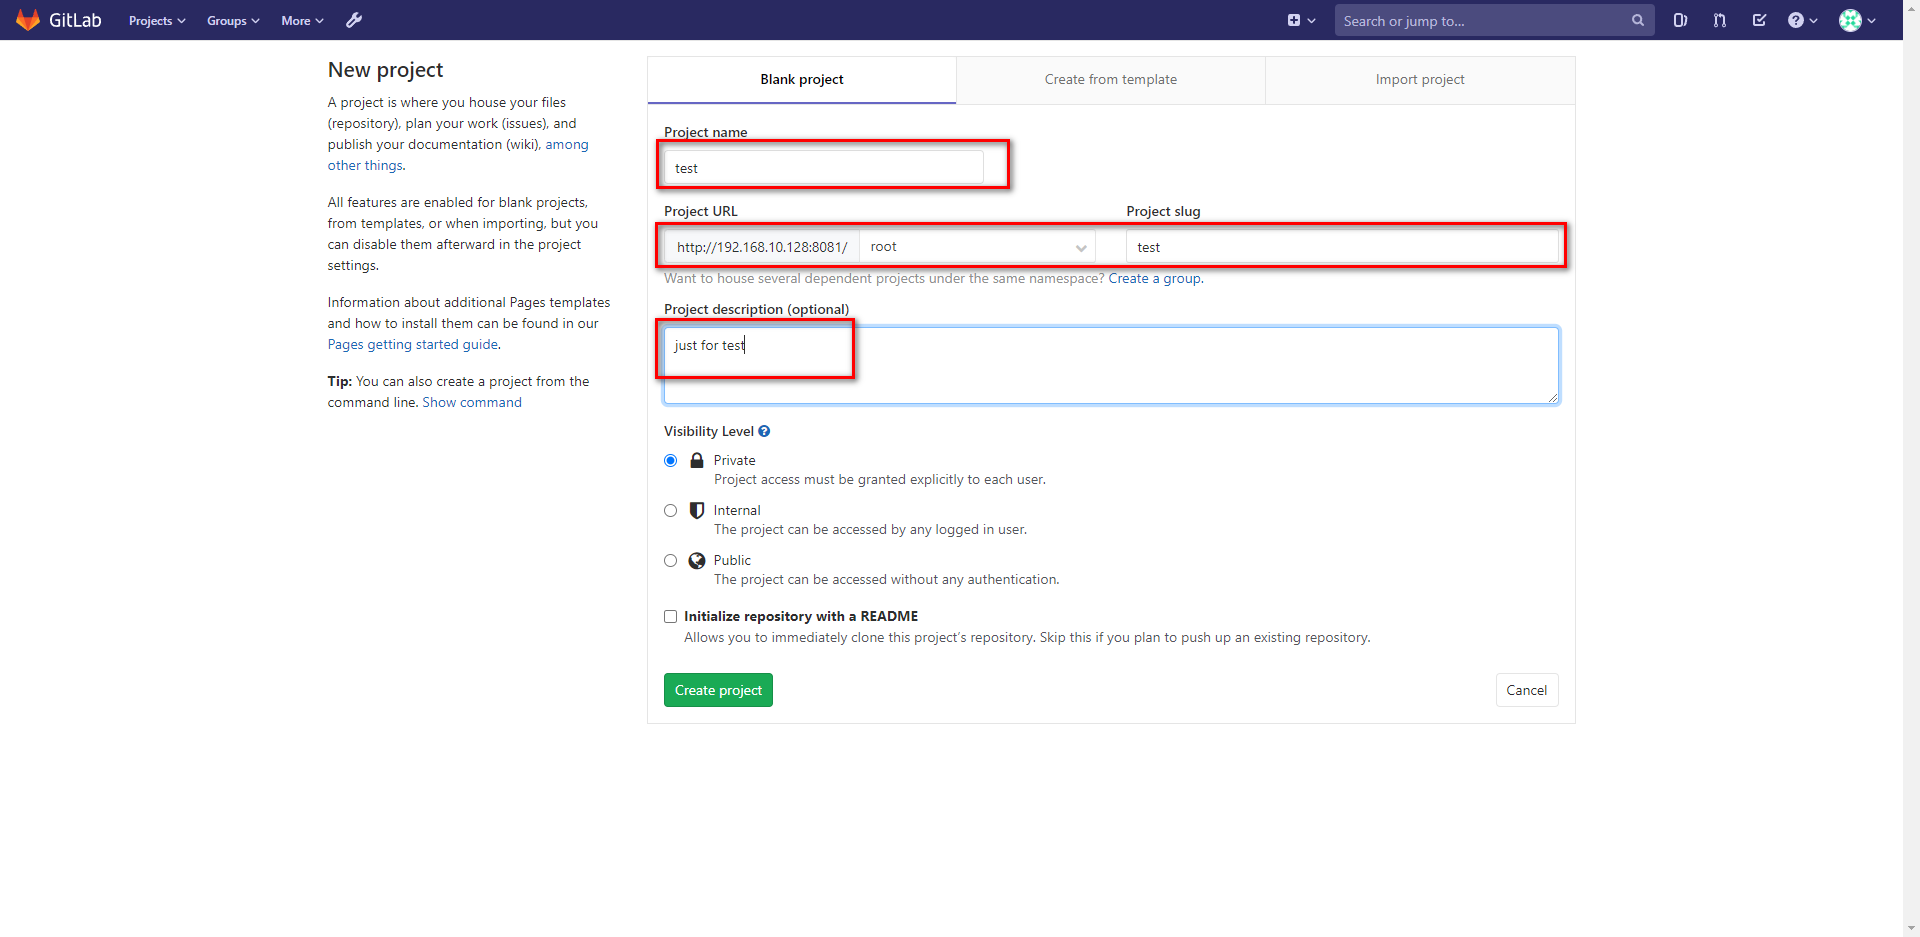 GitLab Projects Groups More Search or jump to...
New project
A project is where you house your files
(repository), plan your work (issues), and
publish your documentation (wiki), among
other things.
All features are enabled for blank projects,
from templates, or when importing, but you
can disable them afterward in the project
settings.
Information about additional Pages templates
and how to install them can be found in our
Pages getting started guide.
Tip: You can also create a project from the
command line. Show command
Blank project Create from template Import project
Project name
test
Project URL Project slug
http://192.168.10.128:8081/ root test
Want to house several dependent projects under the same namespace? Create a group.
Project description (optional)
just for test
Visibility Level
Private
Project access must be granted explicitly to each user.
Internal
The project can be accessed by any logged in user.
Public
The project can be accessed without any authentication.
Initialize repository with a README
Allows you to immediately clone this project's repository. Skip this if you plan to push up an existing repository.
Create project Cancel